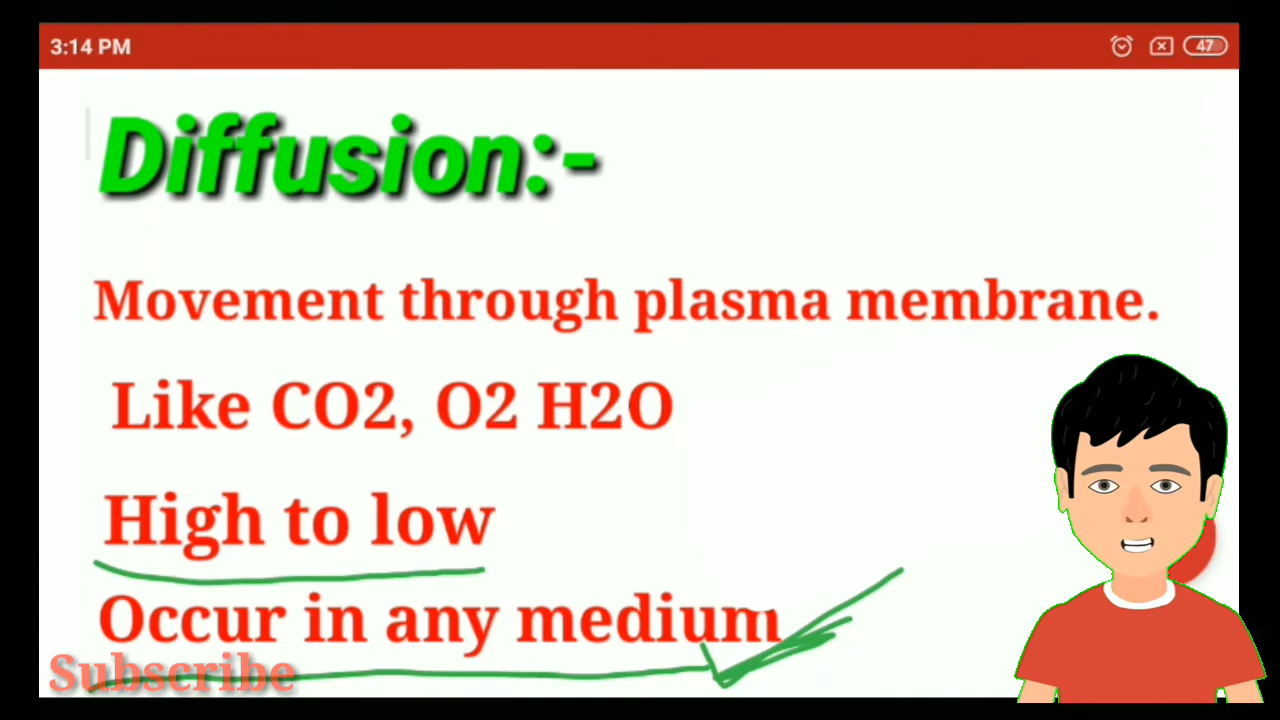 3:14 PM
47
Diffusion:-
Movement through plasma membrane.
Like CO2, O2 H2O
High to low
Occur in any medium
Subscribe